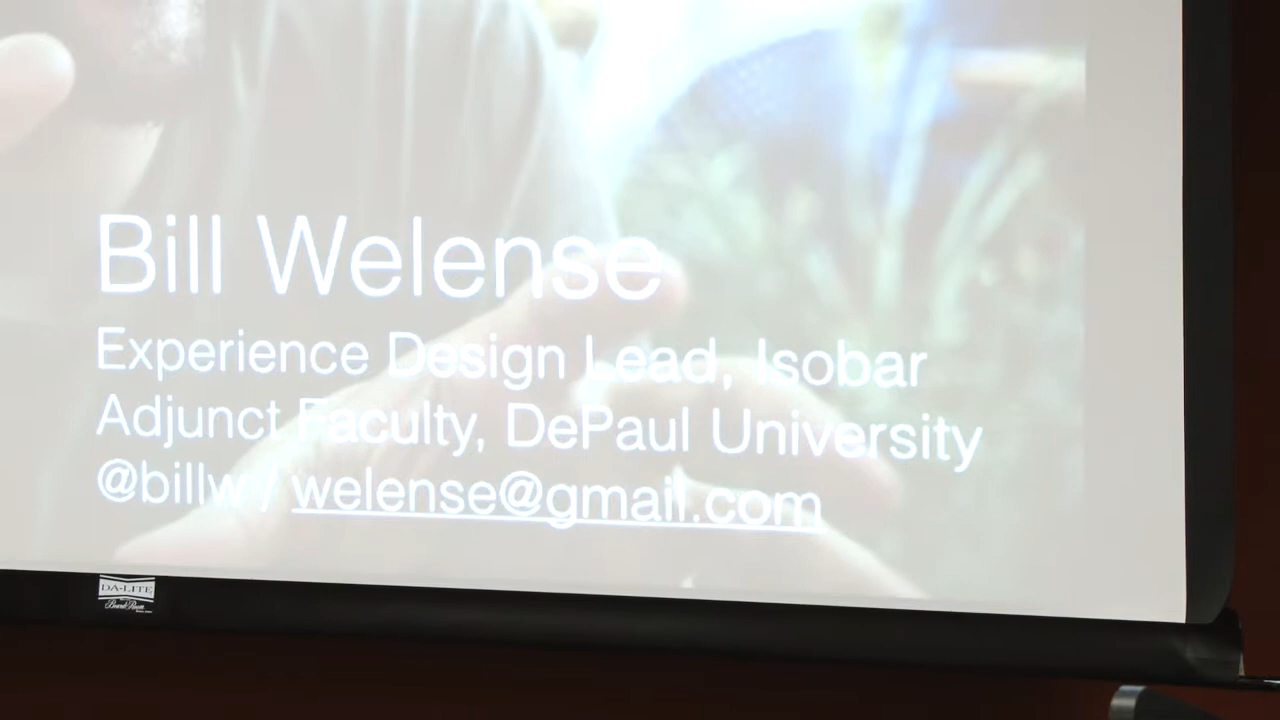 Bill Welense
Experience Design Lead, Isobar
Adjunct Faculty, DePaul University
@billw / welense@gmail.com
DA-LITE